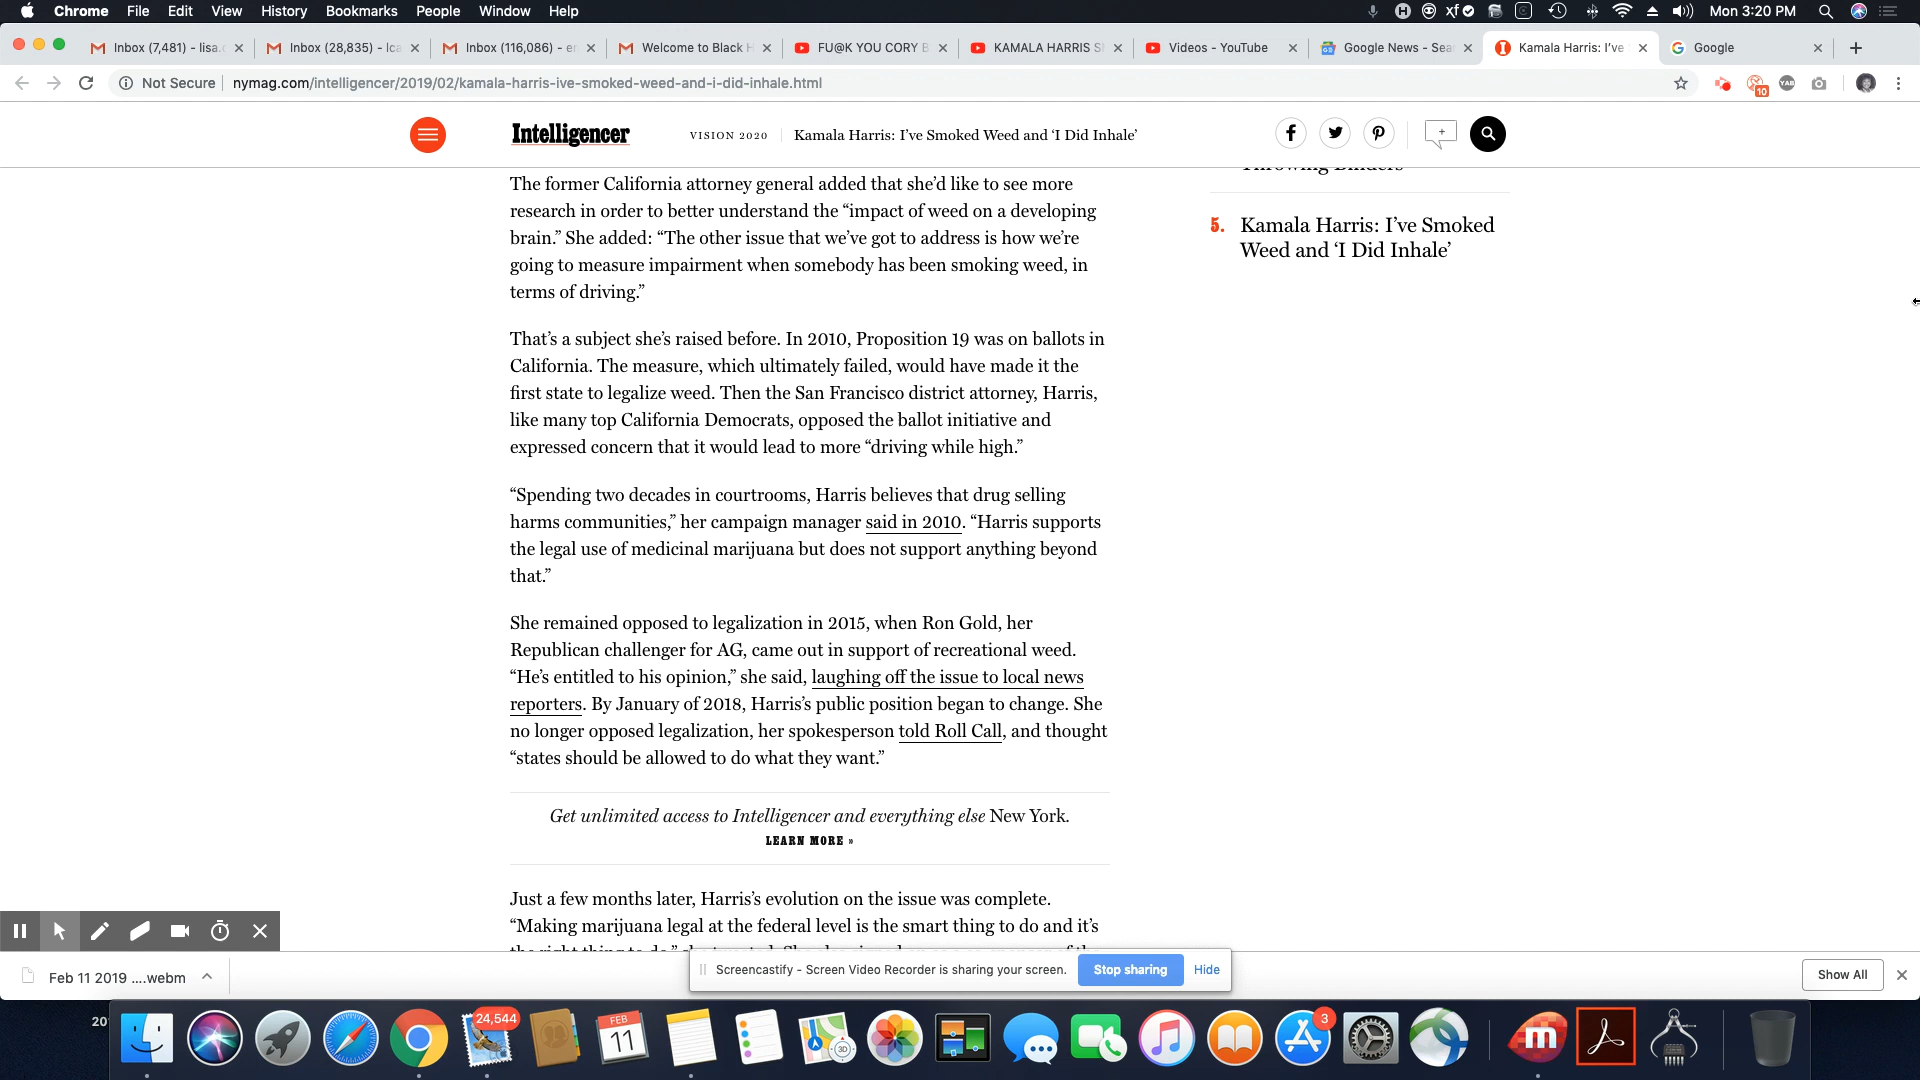 Chrome File Edit View History Bookmarks People Window Help
xf
Mon 3:20 PM
Inbox (7,481) - lisa.c
Inbox (28,835) - lca
Inbox (116,086) - e
Welcome to Black H
FU@K YOU CORY B
KAMALA HARRIS S
Videos - YouTube
Google News - Sea
Kamala Harris: I've
Google
Not Secure
nymag.com/intelligencer/2019/02/kamala-harris-ive-smoked-weed-and-i-did-inhale.html
10
YAB
Intelligencer
VISION 2020
Kamala Harris: I’ve Smoked Weed and ‘I Did Inhale’
Throwing Binders
5. Kamala Harris: I’ve Smoked
Weed and ‘I Did Inhale’
The former California attorney general added that she’d like to see more
research in order to better understand the “impact of weed on a developing
brain.” She added: “The other issue that we’ve got to address is how we’re
going to measure impairment when somebody has been smoking weed, in
terms of driving.”
That’s a subject she’s raised before. In 2010, Proposition 19 was on ballots in
California. The measure, which ultimately failed, would have made it the
first state to legalize weed. Then the San Francisco district attorney, Harris,
like many top California Democrats, opposed the ballot initiative and
expressed concern that it would lead to more “driving while high.”
“Spending two decades in courtrooms, Harris believes that drug selling
harms communities,” her campaign manager said in 2010. “Harris supports
the legal use of medicinal marijuana but does not support anything beyond
that.”
She remained opposed to legalization in 2015, when Ron Gold, her
Republican challenger for AG, came out in support of recreational weed.
“He’s entitled to his opinion,” she said, laughing off the issue to local news
reporters. By January of 2018, Harris’s public position began to change. She
no longer opposed legalization, her spokesperson told Roll Call, and thought
“states should be allowed to do what they want.”
Get unlimited access to Intelligencer and everything else New York.
LEARN MORE »
Just a few months later, Harris’s evolution on the issue was complete.
“Making marijuana legal at the federal level is the smart thing to do and it’s
Screencastify - Screen Video Recorder is sharing your screen.
Stop sharing
Hide
Feb 11 2019 ....webm
Show All
20
24,544
FEB
11
3D
3